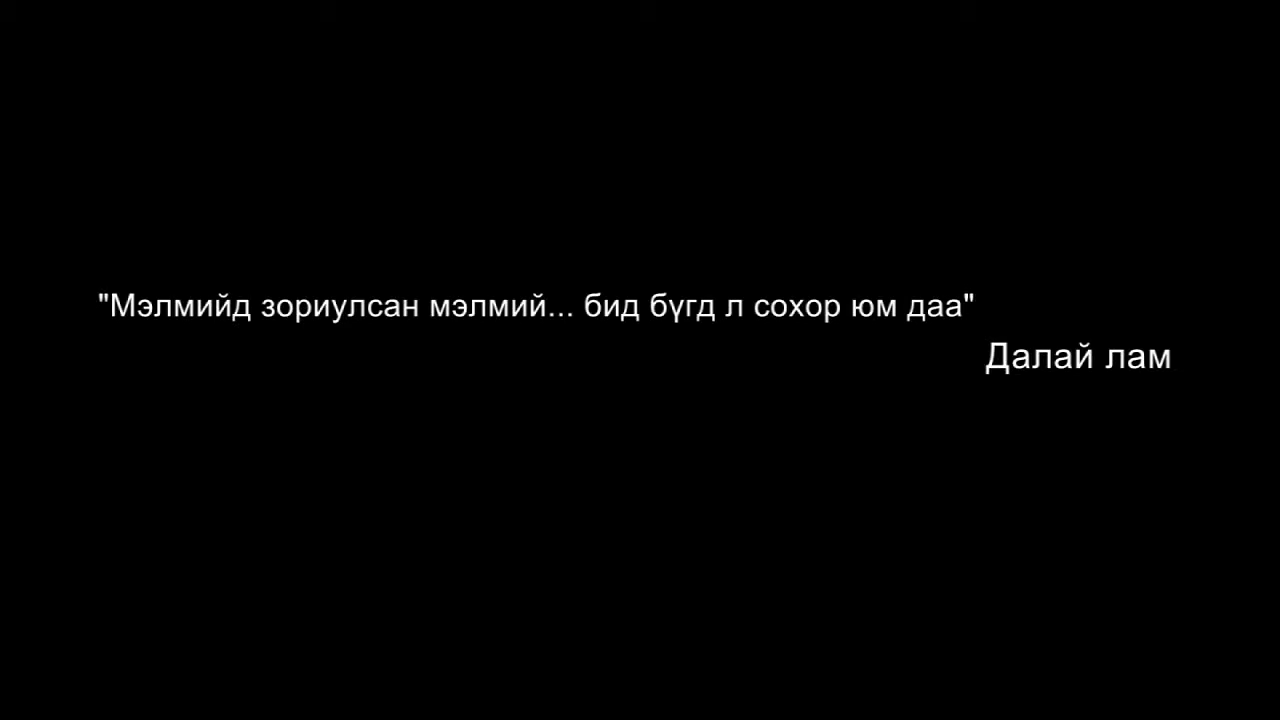 "Мэлмийд зориулсан мэлмий... бид бүгд л сохор юм даа"
Далай лам